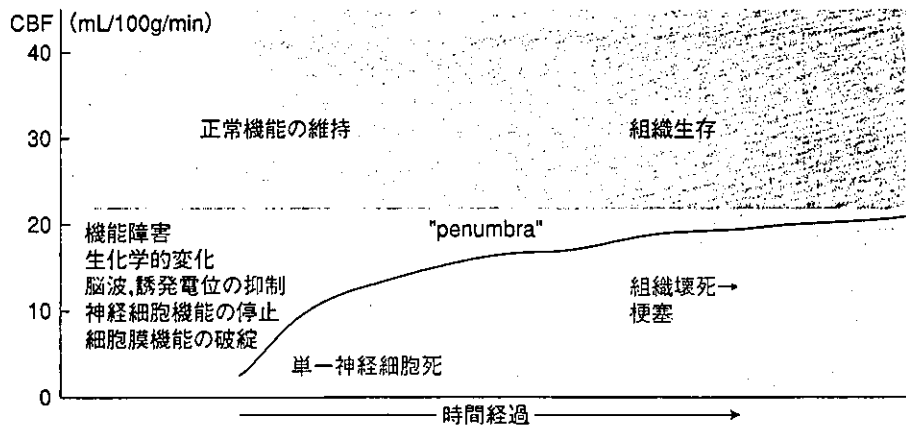 CBF (mL/100g/min)
40
30
20
10
0
正常機能の維持
組織生存
"penumbra"
機能障害
生化学的変化
脳波,誘発電位の抑制
神経細胞機能の停止
細胞膜機能の破綻
組織壊死→
梗塞
単一神経細胞死
時間経過